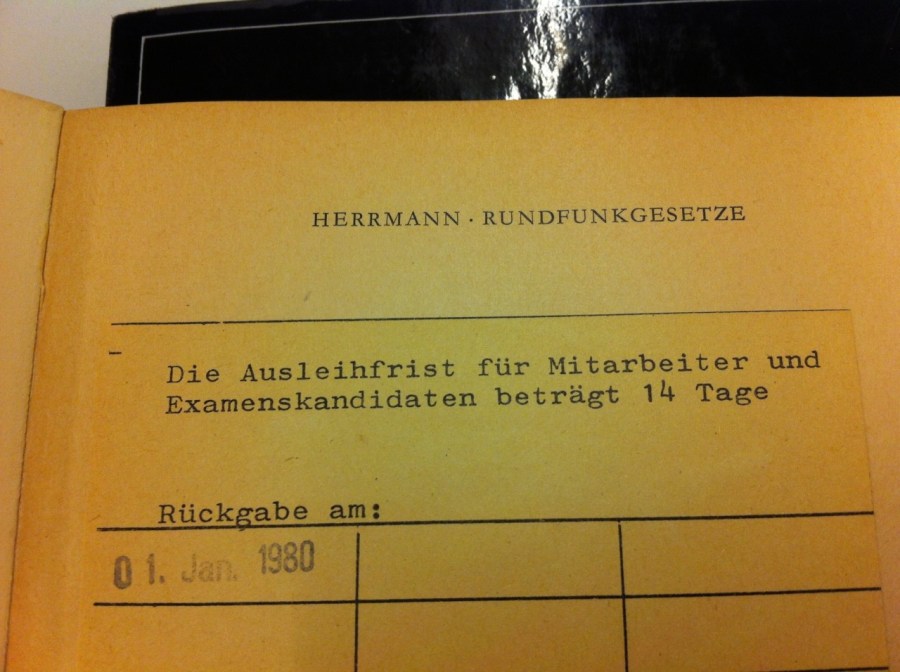 HERRMANN · RUNDFUNKGESETZE
Die Ausleihfrist für Mitarbeiter und
Examenskandidaten beträgt 14 Tage
Rückgabe am:
01. Jan. 1980